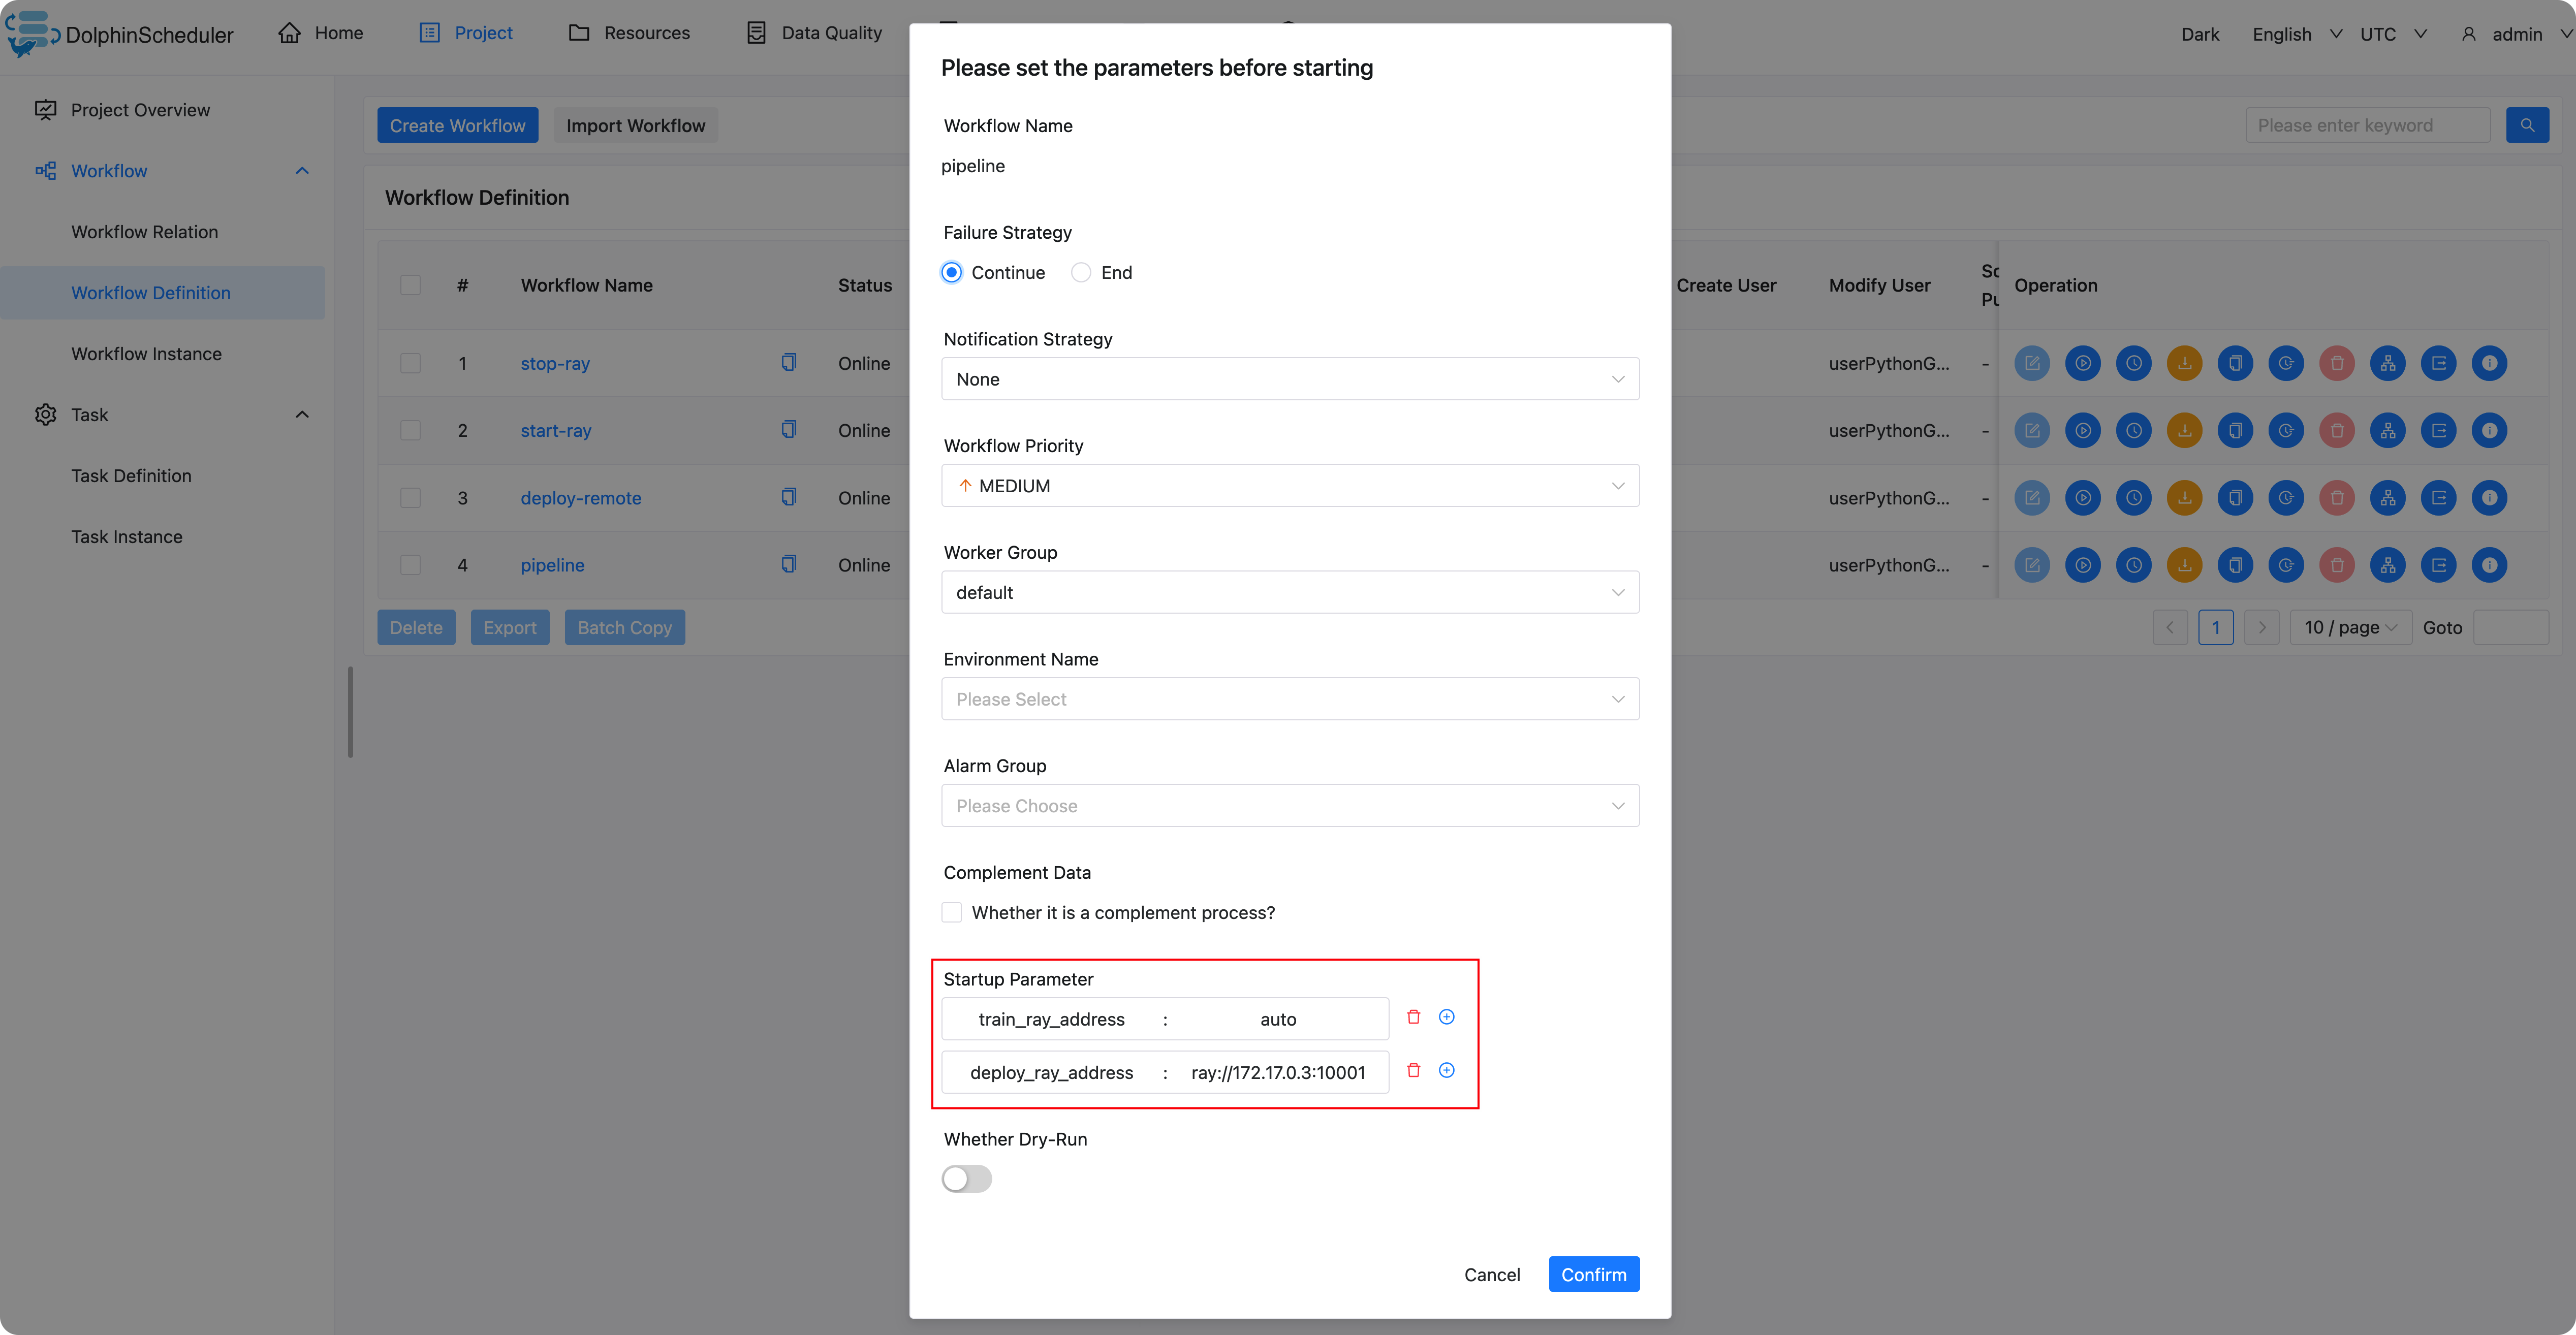 DolphinScheduler
Home
Project
Resources
Data Quality
Dark
English
UTC
admin
Project Overview
Workflow
Workflow Relation
Workflow Definition
Workflow Instance
Task
Task Definition
Task Instance
Create Workflow
Import Workflow
Please enter keyword
Workflow Definition
# Workflow Name Status Create User Modify User Operation
1 stop-ray Online userPythonG... -
2 start-ray Online userPythonG... -
3 deploy-remote Online userPythonG... -
4 pipeline Online userPythonG... -
Delete
Export
Batch Copy
1
10 / page
Goto
Please set the parameters before starting
Workflow Name
pipeline
Failure Strategy
Continue
End
Notification Strategy
None
Workflow Priority
MEDIUM
Worker Group
default
Environment Name
Please Select
Alarm Group
Please Choose
Complement Data
Whether it is a complement process?
Startup Parameter
train_ray_address : auto
deploy_ray_address : ray://172.17.0.3:10001
Whether Dry-Run
Cancel
Confirm